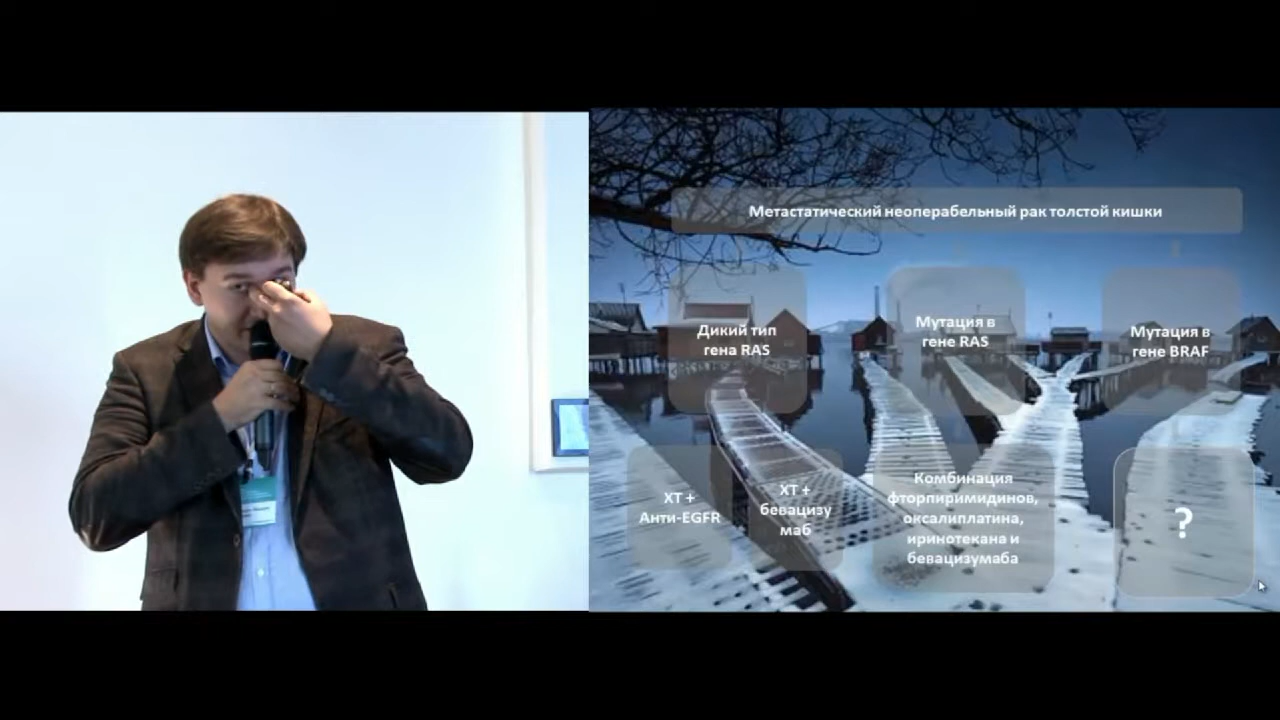 Метастатический неоперабельный рак толстой кишки
Дикий тип
гена RAS
Мутация в
гене RAS
Мутация в
гене BRAF
ХТ +
Анти-EGFR
ХТ +
бевацизу
маб
Комбинация
фторпиримидинов,
оксалиплатина,
иринотекана и
бевацизумаба
?